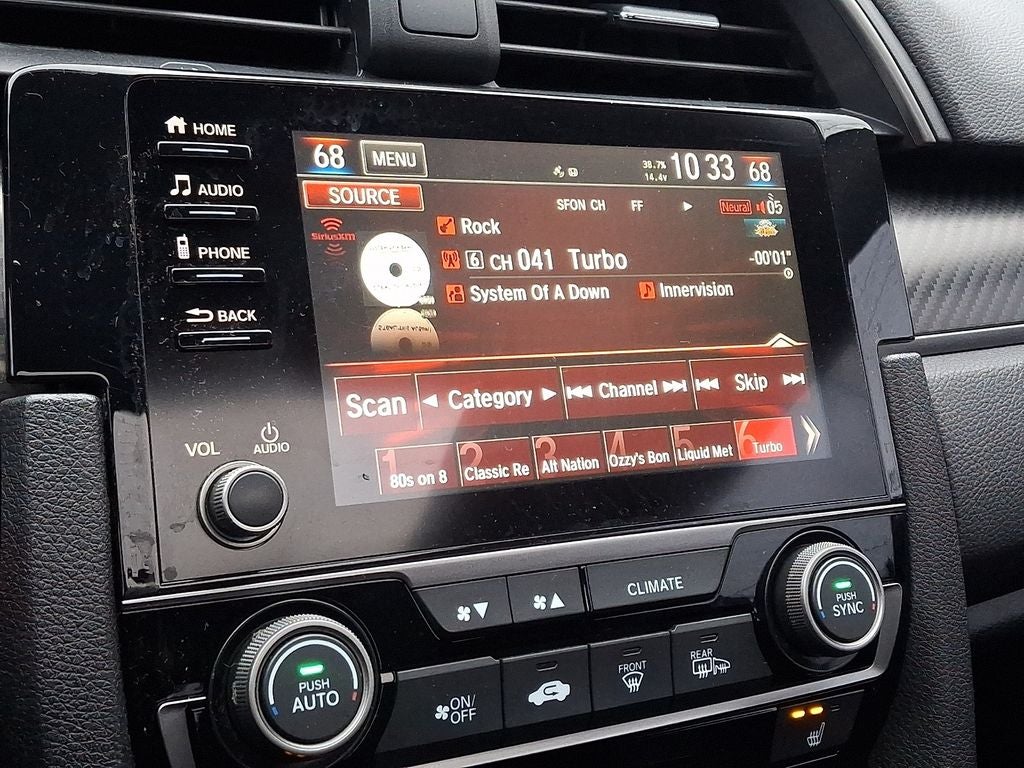 HOME
AUDIO
PHONE
BACK
VOL
AUDIO
68 MENU 38.7% 14.4v 10 33 68
SOURCE SFON CH FF Neural 05
SiriusXM
Rock
6 CH 041 Turbo -00'01"
System Of A Down Innervision
Scan Category Channel Skip
1 80s on 8
2 Classic Re
3 Alt Nation
4 Ozzy's Bon
5 Liquid Met
6 Turbo
CLIMATE
PUSH
AUTO
PUSH
SYNC
ON/
OFF
FRONT
REAR